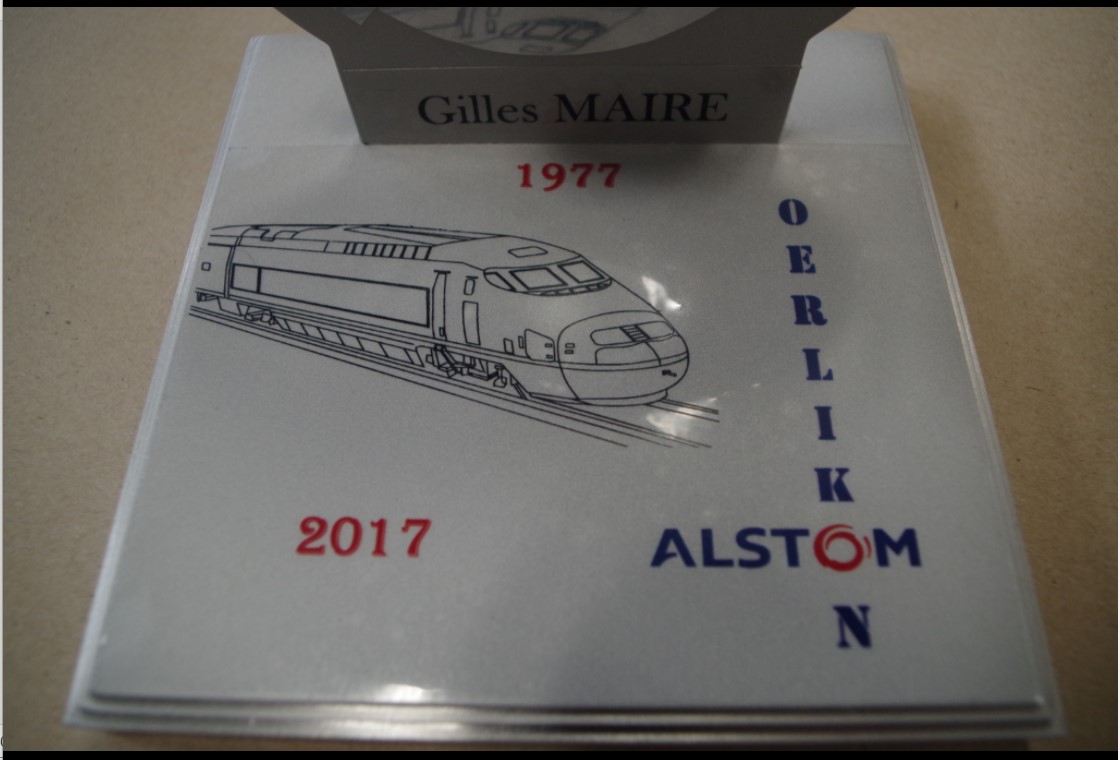 Gilles MAIRE
1977
OERLIKON
2017
ALSTOM